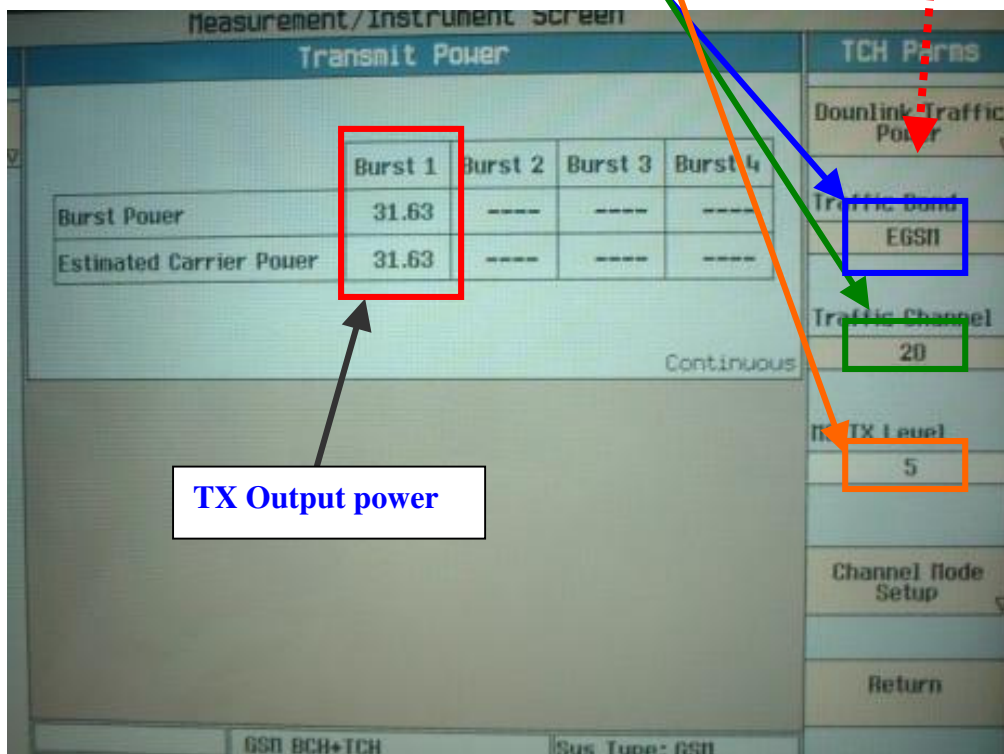 Measurement/Instrument Screen
Transmit Power
TCH Parms
Downlink Traffic
Power
Burst 1 Burst 2 Burst 3 Burst 4
Burst Power 31.63 ---- ---- ----
Estimated Carrier Power 31.63 ---- ---- ----
Traffic Band
EGSM
Traffic Channel
20
Continuous
MS TX Level
5
TX Output power
Channel Mode
Setup
Return
GSM BCH+TCH
Sys Type: GSM